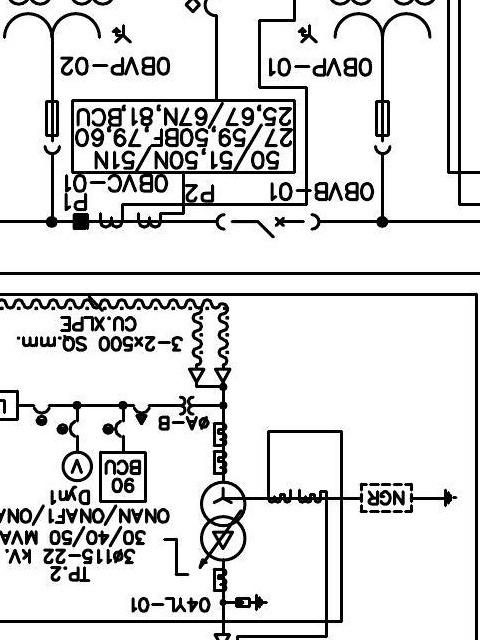 04YL-01
TP.2
3ø115-22 kV.
30/40/50 MVA
ONAN/ONAF1/ONA
Dyn1
NGR
90
BCU
V
øA-B
3-2x500 SQ.mm.
CU.XLPE
0BVB-01
P2
P1
0BVC-01
50/51,50N/51N
27/59,50BF,79,60
25,67/67N,81,BCU
0BVP-01
0BVP-02